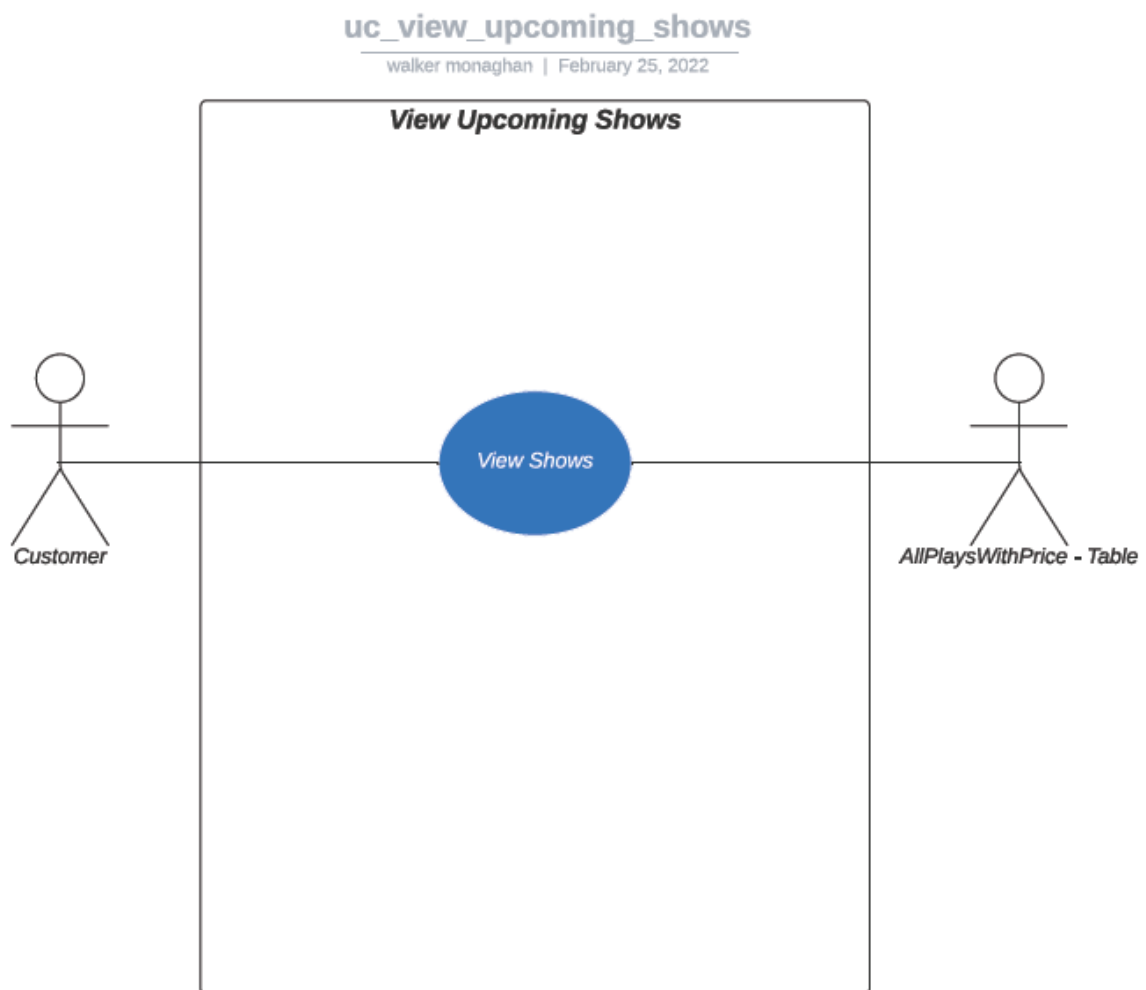 uc_view_upcoming_shows
walker monaghan | February 25, 2022
View Upcoming Shows
View Shows
Customer
AllPlaysWithPrice - Table